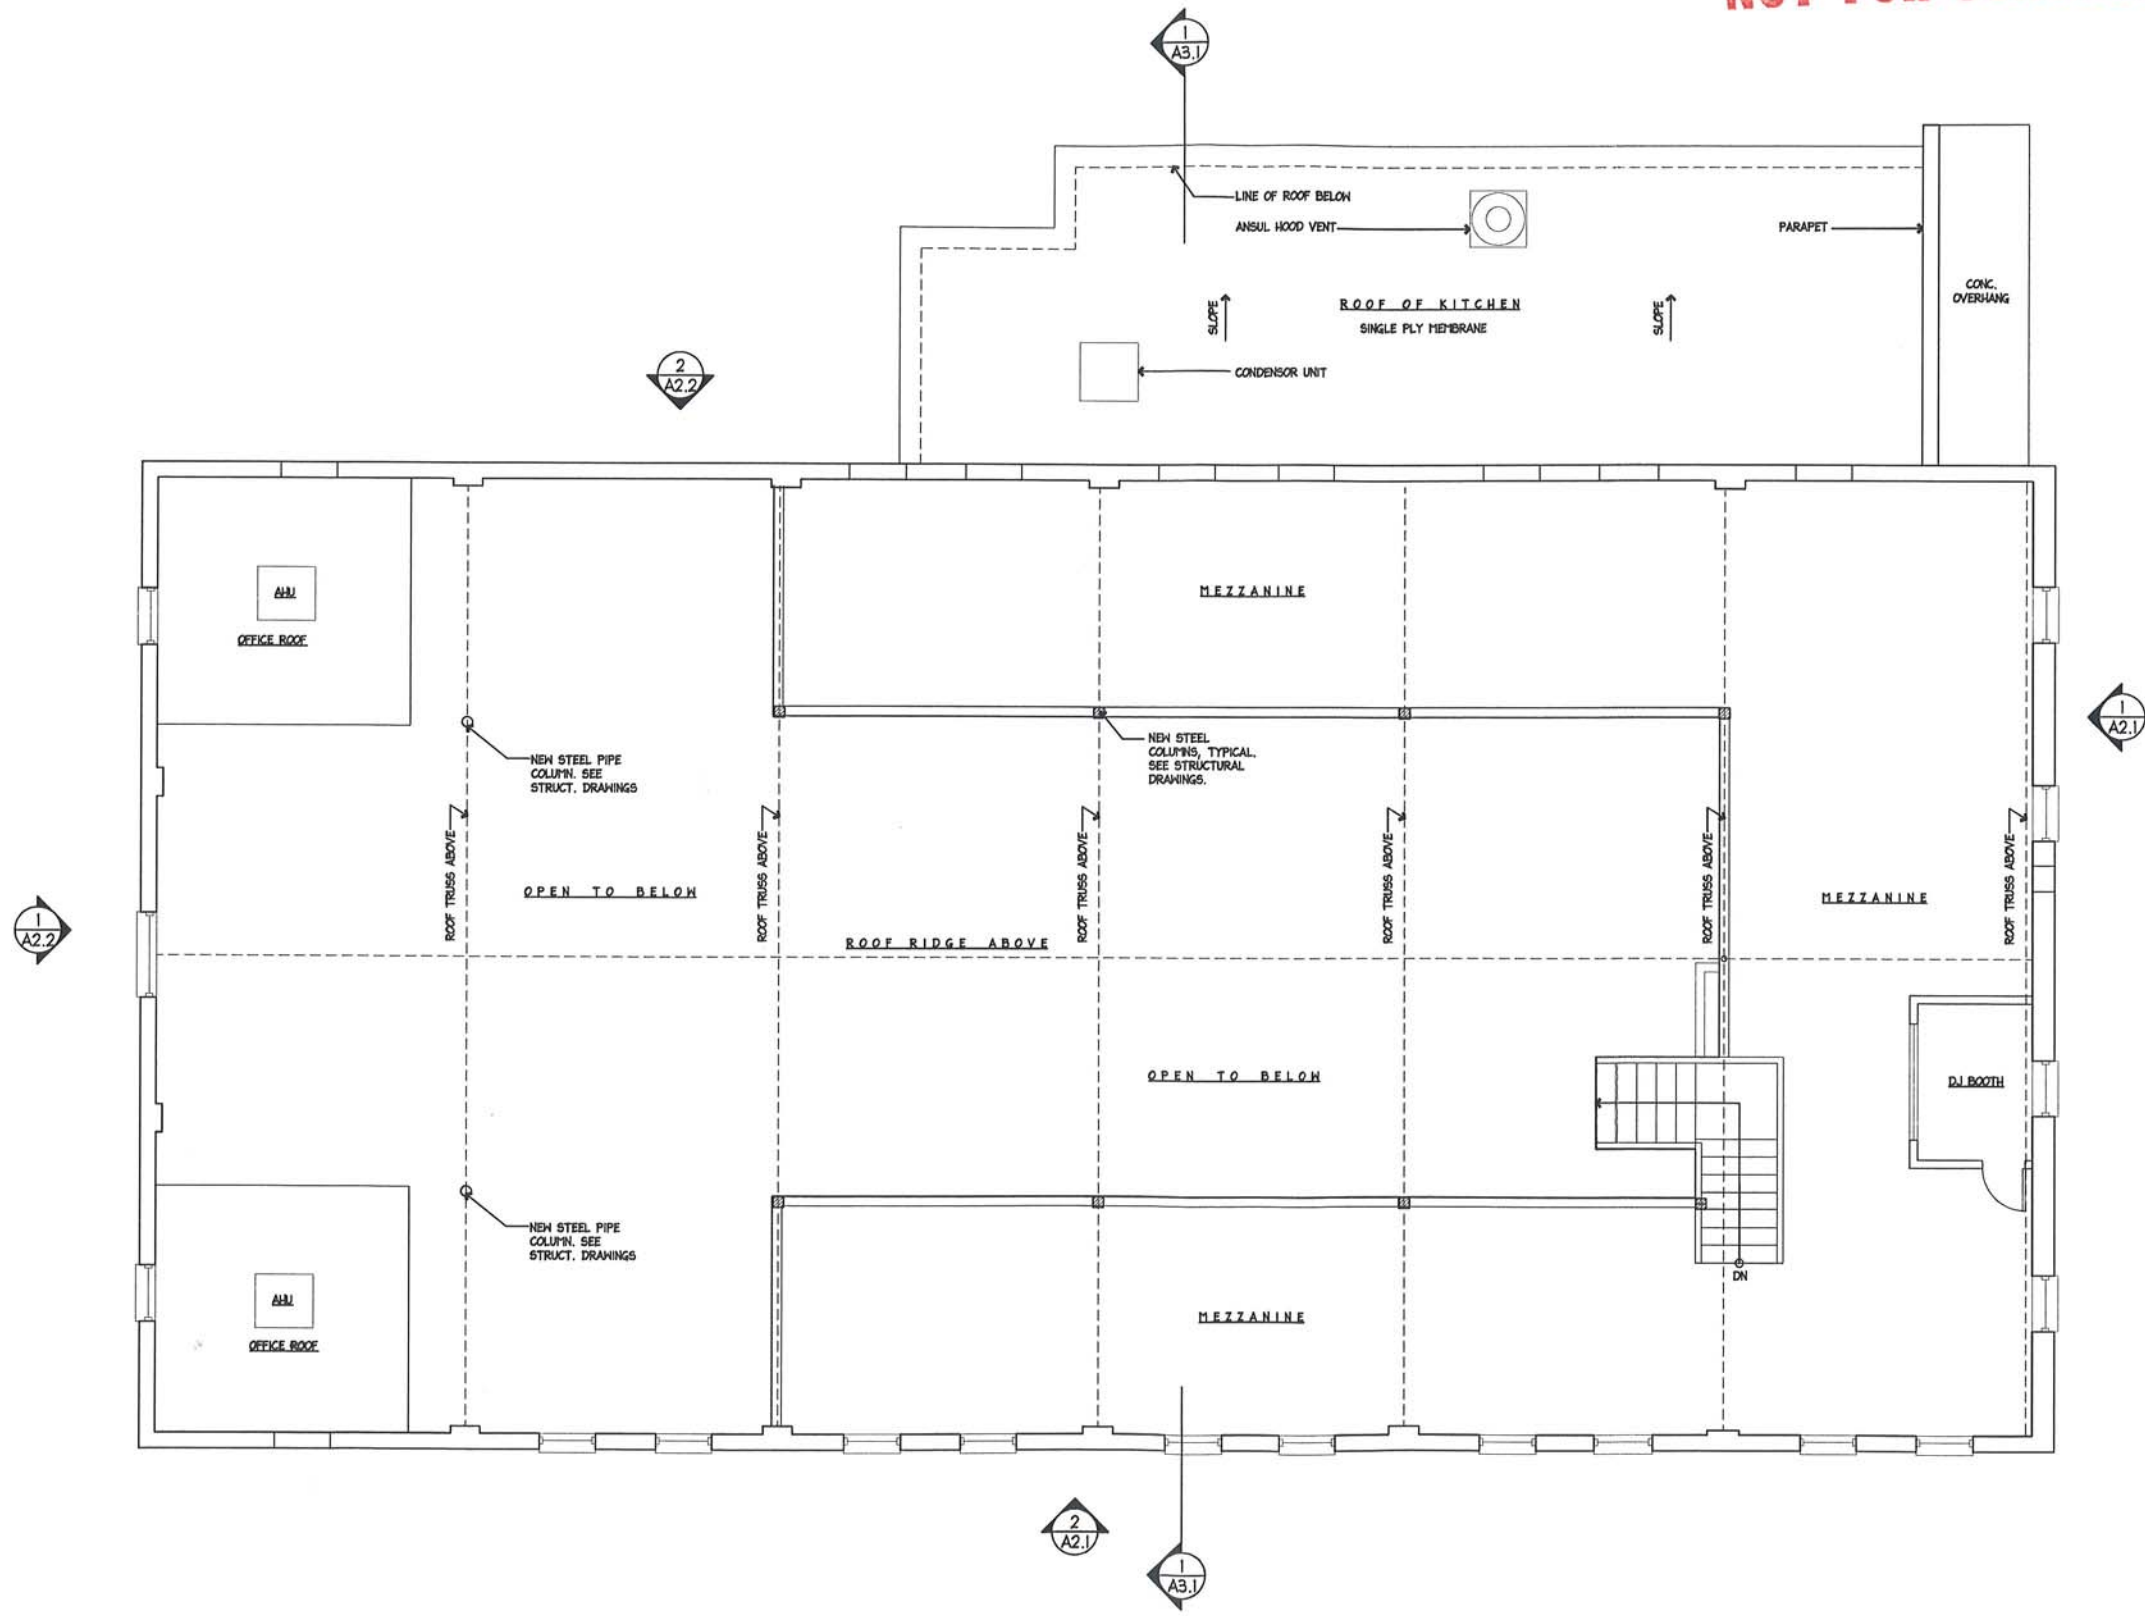 NOT FOR
1
A3.1
LINE OF ROOF BELOW
ANSUL HOOD VENT
PARAPET
CONC.
OVERHANG
SLOPE
ROOF OF KITCHEN
SINGLE PLY MEMBRANE
SLOPE
CONDENSOR UNIT
2
A2.2
AHU
OFFICE ROOF
MEZZANINE
1
A2.1
NEW STEEL PIPE
COLUMN. SEE
STRUCT. DRAWINGS
NEW STEEL
COLUMNS, TYPICAL.
SEE STRUCTURAL
DRAWINGS.
ROOF TRUSS ABOVE
ROOF TRUSS ABOVE
ROOF TRUSS ABOVE
ROOF TRUSS ABOVE
ROOF TRUSS ABOVE
ROOF TRUSS ABOVE
OPEN TO BELOW
MEZZANINE
1
A2.2
ROOF RIDGE ABOVE
OPEN TO BELOW
DJ BOOTH
NEW STEEL PIPE
COLUMN. SEE
STRUCT. DRAWINGS
DN
AHU
OFFICE ROOF
MEZZANINE
2
A2.1
1
A3.1